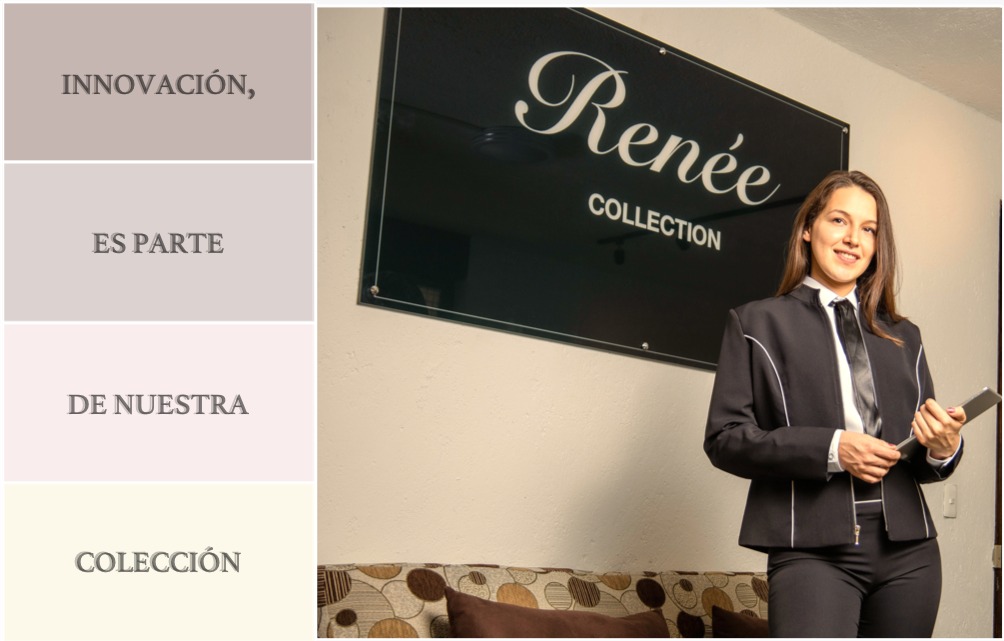 INNOVACIÓN,
ES PARTE
DE NUESTRA
COLECCIÓN
Renée
COLLECTION